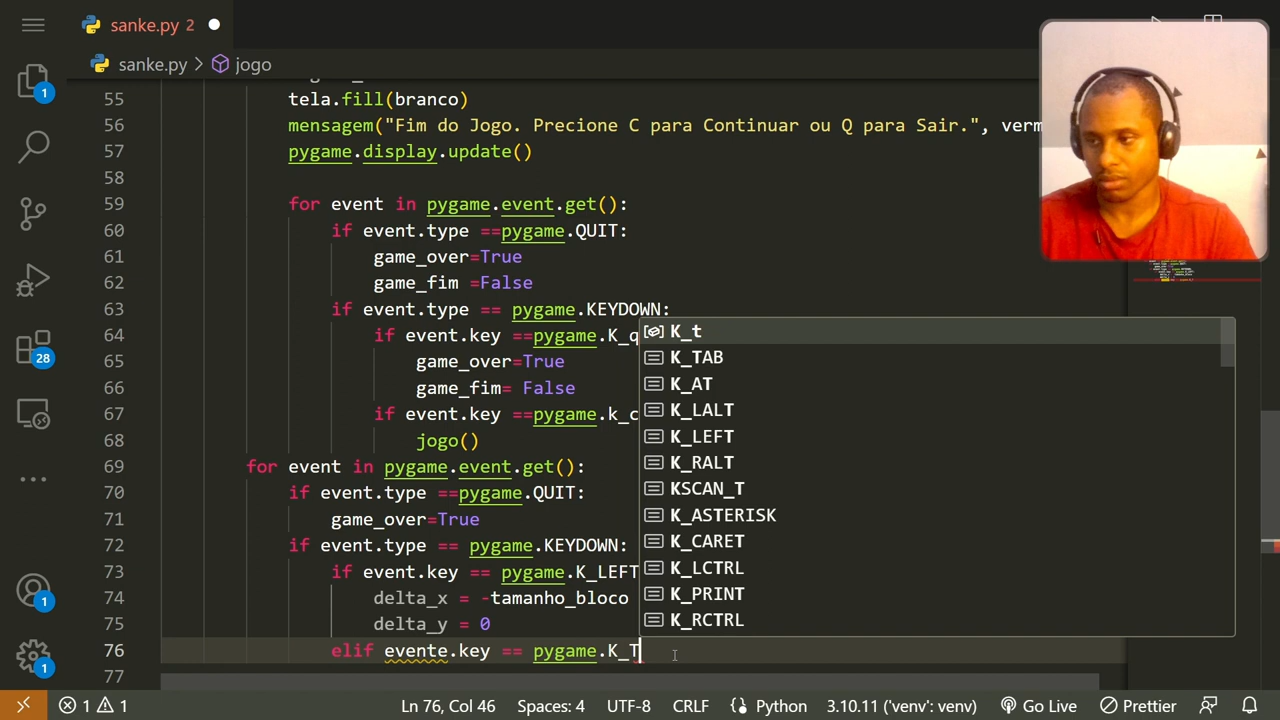 sanke.py 2
sanke.py > jogo
55 tela.fill(branco)
56 mensagem("Fim do Jogo. Precione C para Continuar ou Q para Sair.", verm
57 pygame.display.update()
58
59 for event in pygame.event.get():
60 if event.type ==pygame.QUIT:
61 game_over=True
62 game_fim =False
63 if event.type == pygame.KEYDOWN:
64 if event.key ==pygame.K_q
65 game_over=True
66 game_fim= False
67 if event.key ==pygame.k_c
68 jogo()
69 for event in pygame.event.get():
70 if event.type ==pygame.QUIT:
71 game_over=True
72 if event.type == pygame.KEYDOWN:
73 if event.key == pygame.K_LEFT
74 delta_x = -tamanho_bloco
75 delta_y = 0
76 elif evente.key == pygame.K_T
77
K_t
K_TAB
K_AT
K_LALT
K_LEFT
K_RALT
KSCAN_T
K_ASTERISK
K_CARET
K_LCTRL
K_PRINT
K_RCTRL
1
28
1
1
1 1 Ln 76, Col 46 Spaces: 4 UTF-8 CRLF Python 3.10.11 ('venv': venv) Go Live Prettier